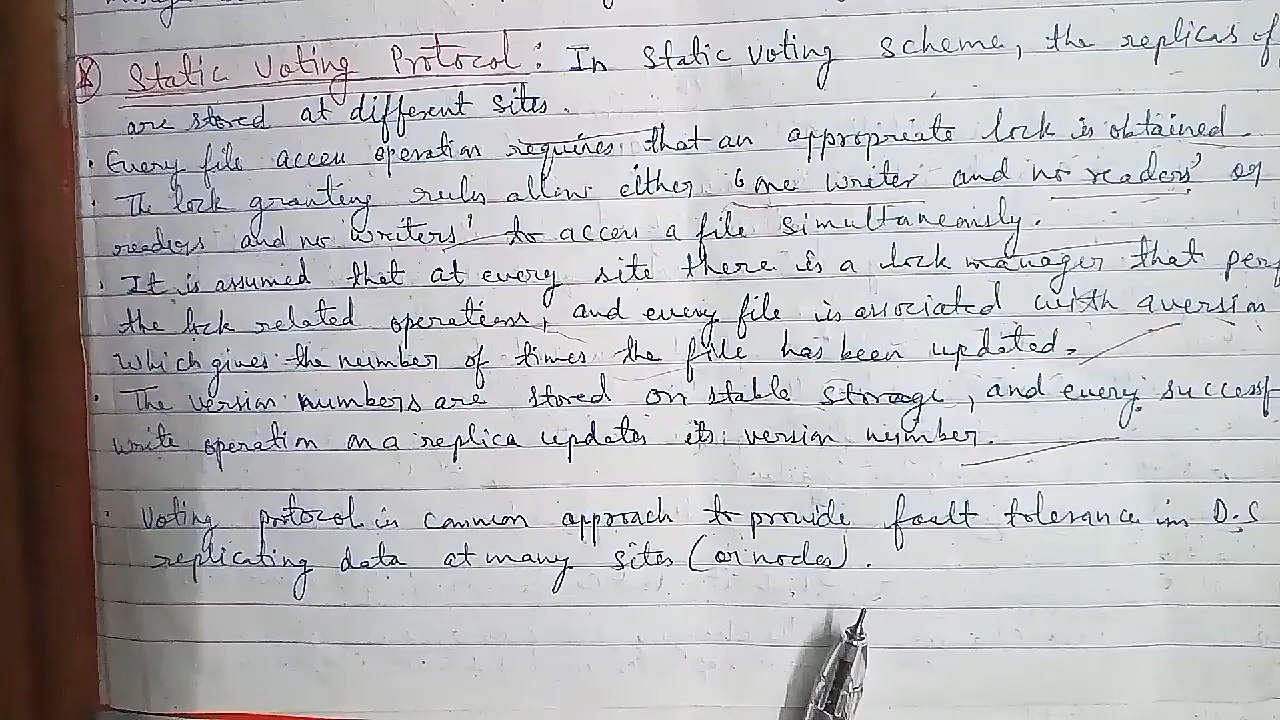 (*) Static Voting Protocol : In static voting scheme, the replicas of
are stored at different sites.
• Every file access operation requires that an appropriate lock is obtained.
• The lock granting rules allow either 'one writer and no readers' or
readers and no writers' to access a file simultaneously.
• It is assumed that at every site there is a lock manager that perf
the lock related operations, and every file is associated with a version
which gives the number of times the file has been updated.
• The version numbers are stored on stable storage, and every successf
write operation on a replica updates its version number.
• Voting protocol is common approach to provide fault tolerance in D.S
replicating data at many sites (or nodes).